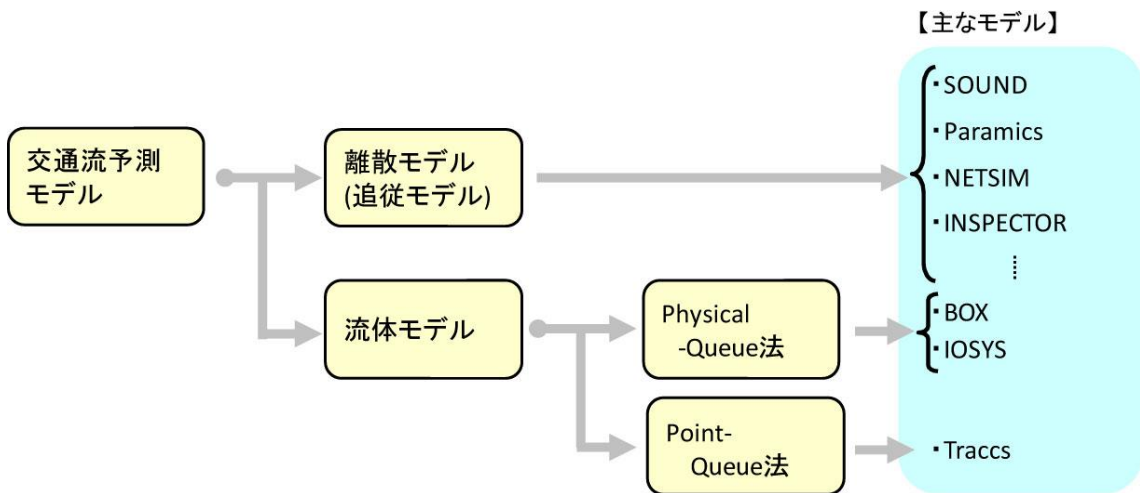 【主なモデル】
交通流予測
モデル
離散モデル
(追従モデル)
・SOUND
・Paramics
・NETSIM
・INSPECTOR
流体モデル
Physical
-Queue法
・BOX
・IOSYS
Point-
Queue法
・Traccs